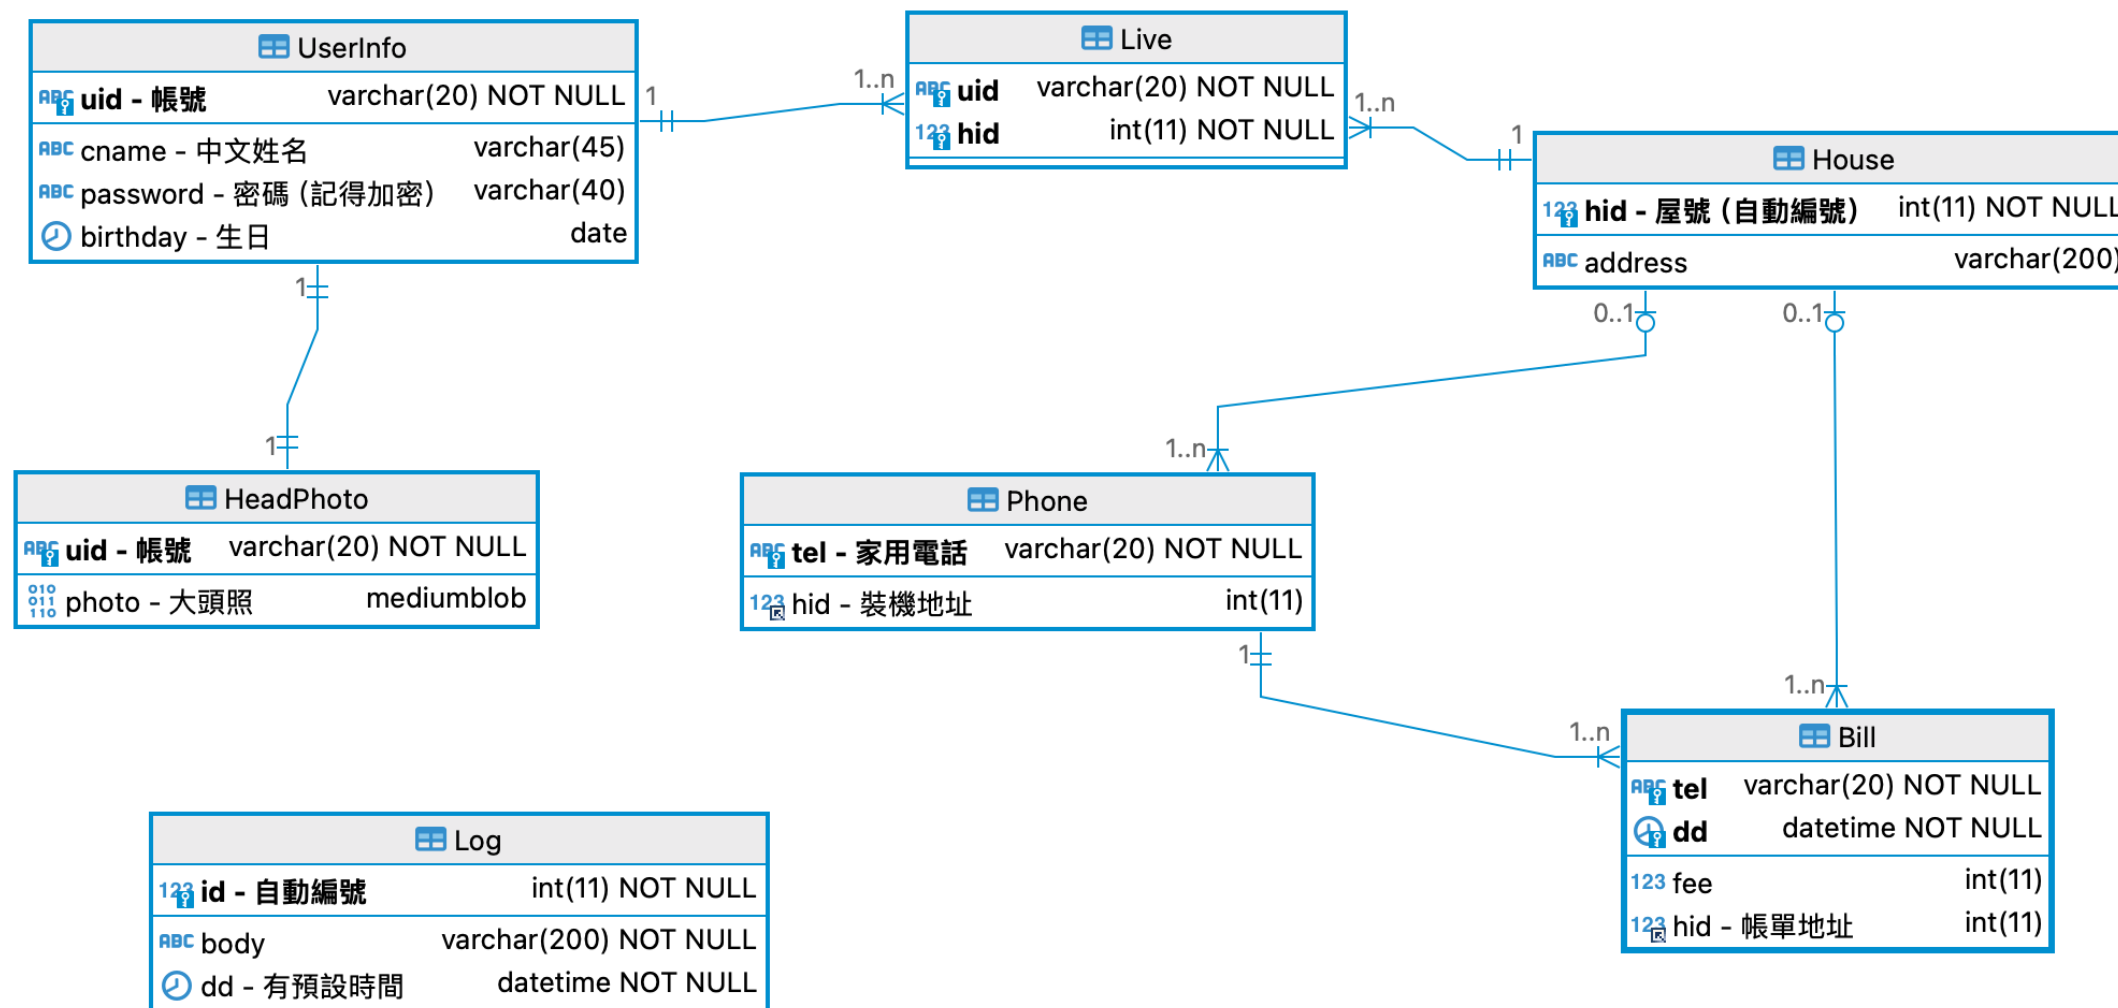 UserInfo
uid - 帳號 varchar(20) NOT NULL
cname - 中文姓名 varchar(45)
password - 密碼 (記得加密) varchar(40)
birthday - 生日 date
1
1..n
Live
uid varchar(20) NOT NULL
hid int(11) NOT NULL
1..n
1
House
hid - 屋號 (自動編號) int(11) NOT NULL
address varchar(200)
1
1
0..1
0..1
HeadPhoto
uid - 帳號 varchar(20) NOT NULL
photo - 大頭照 mediumblob
1..n
Phone
tel - 家用電話 varchar(20) NOT NULL
hid - 裝機地址 int(11)
1
1..n
1..n
Bill
tel varchar(20) NOT NULL
dd datetime NOT NULL
fee int(11)
hid - 帳單地址 int(11)
Log
id - 自動編號 int(11) NOT NULL
body varchar(200) NOT NULL
dd - 有預設時間 datetime NOT NULL